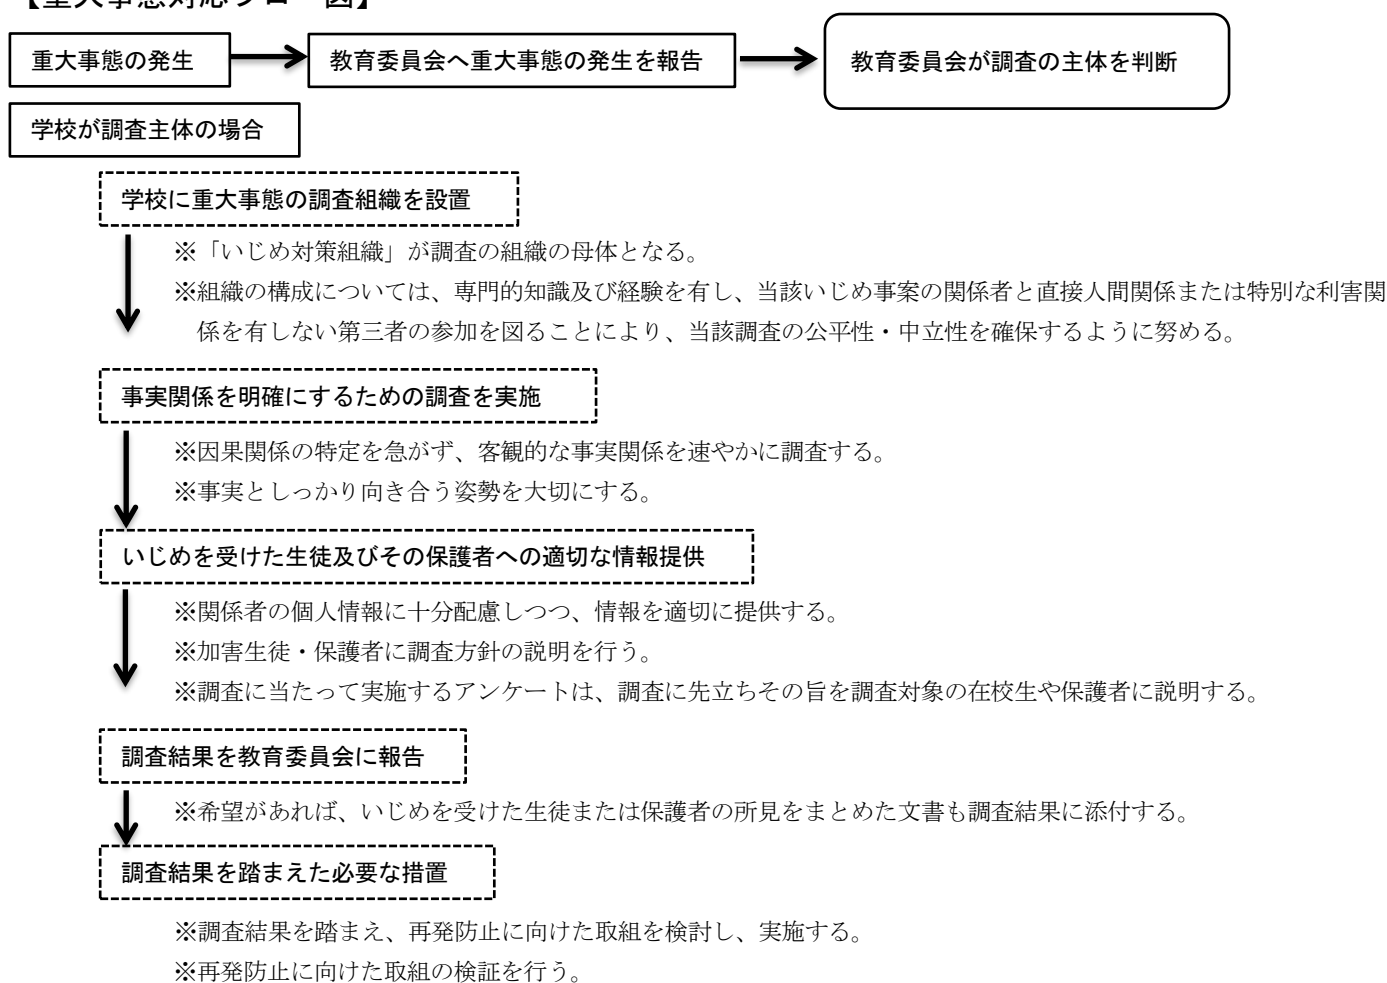 【重大事態対応フロー図】
重大事態の発生
教育委員会へ重大事態の発生を報告
教育委員会が調査の主体を判断
学校が調査主体の場合
学校に重大事態の調査組織を設置
※「いじめ対策組織」が調査の組織の母体となる。
※組織の構成については、専門的知識及び経験を有し、当該いじめ事案の関係者と直接人間関係または特別な利害関
係を有しない第三者の参加を図ることにより、当該調査の公平性・中立性を確保するように努める。
事実関係を明確にするための調査を実施
※因果関係の特定を急がず、客観的な事実関係を速やかに調査する。
※事実としっかり向き合う姿勢を大切にする。
いじめを受けた生徒及びその保護者への適切な情報提供
※関係者の個人情報に十分配慮しつつ、情報を適切に提供する。
※加害生徒・保護者に調査方針の説明を行う。
※調査に当たって実施するアンケートは、調査に先立ちその旨を調査対象の在校生や保護者に説明する。
調査結果を教育委員会に報告
※希望があれば、いじめを受けた生徒または保護者の所見をまとめた文書も調査結果に添付する。
調査結果を踏まえた必要な措置
※調査結果を踏まえ、再発防止に向けた取組を検討し、実施する。
※再発防止に向けた取組の検証を行う。